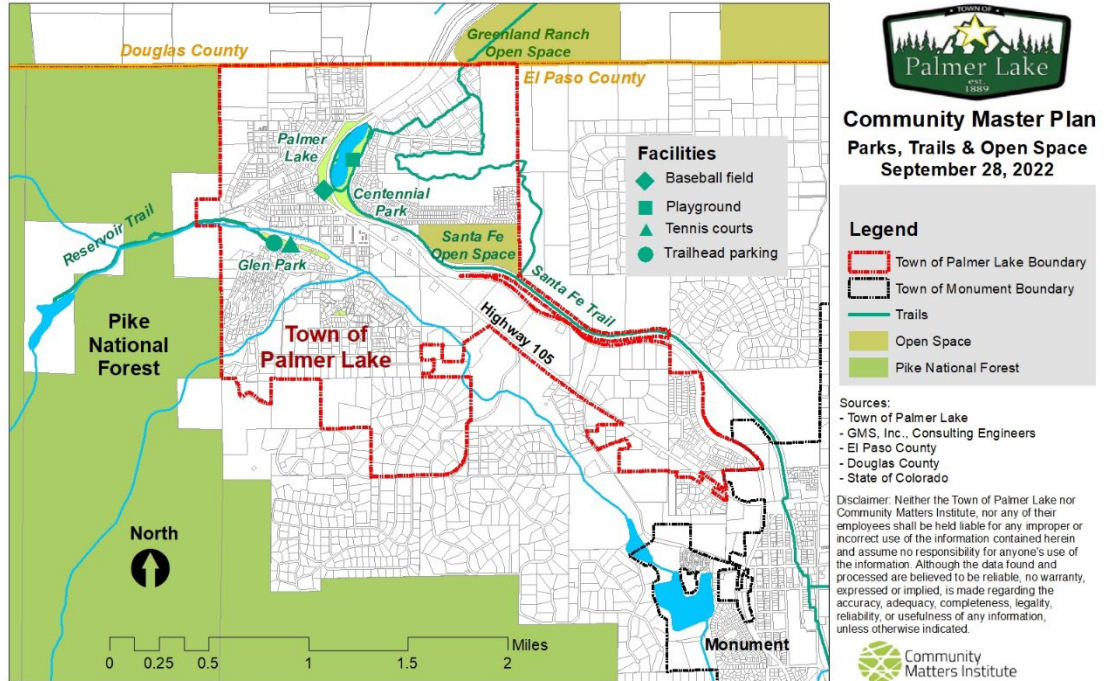 Douglas County
Greenland Ranch
Open Space
El Paso County
Palmer
Lake
Centennial
Park
Reservoir Trail
Glen Park
Santa Fe
Open Space
Santa Fe Trail
Highway 105
Pike
National
Forest
Town of
Palmer Lake
North
Monument
0 0.25 0.5 1 1.5 2
Miles
Facilities
Baseball field
Playground
Tennis courts
Trailhead parking
TOWN OF
Palmer Lake
est.
1889
Community Master Plan
Parks, Trails & Open Space
September 28, 2022
Legend
Town of Palmer Lake Boundary
Town of Monument Boundary
Trails
Open Space
Pike National Forest
Sources:
- Town of Palmer Lake
- GMS, Inc., Consulting Engineers
- El Paso County
- Douglas County
- State of Colorado
Disclaimer: Neither the Town of Palmer Lake nor
Community Matters Institute, nor any of their
employees shall be held liable for any improper or
incorrect use of the information contained herein
and assume no responsibility for anyone's use of
the information. Although the data found and
processed are believed to be reliable, no warranty,
expressed or implied, is made regarding the
accuracy, adequacy, completeness, legality,
reliability, or usefulness of any information,
unless otherwise indicated.
Community
Matters Institute